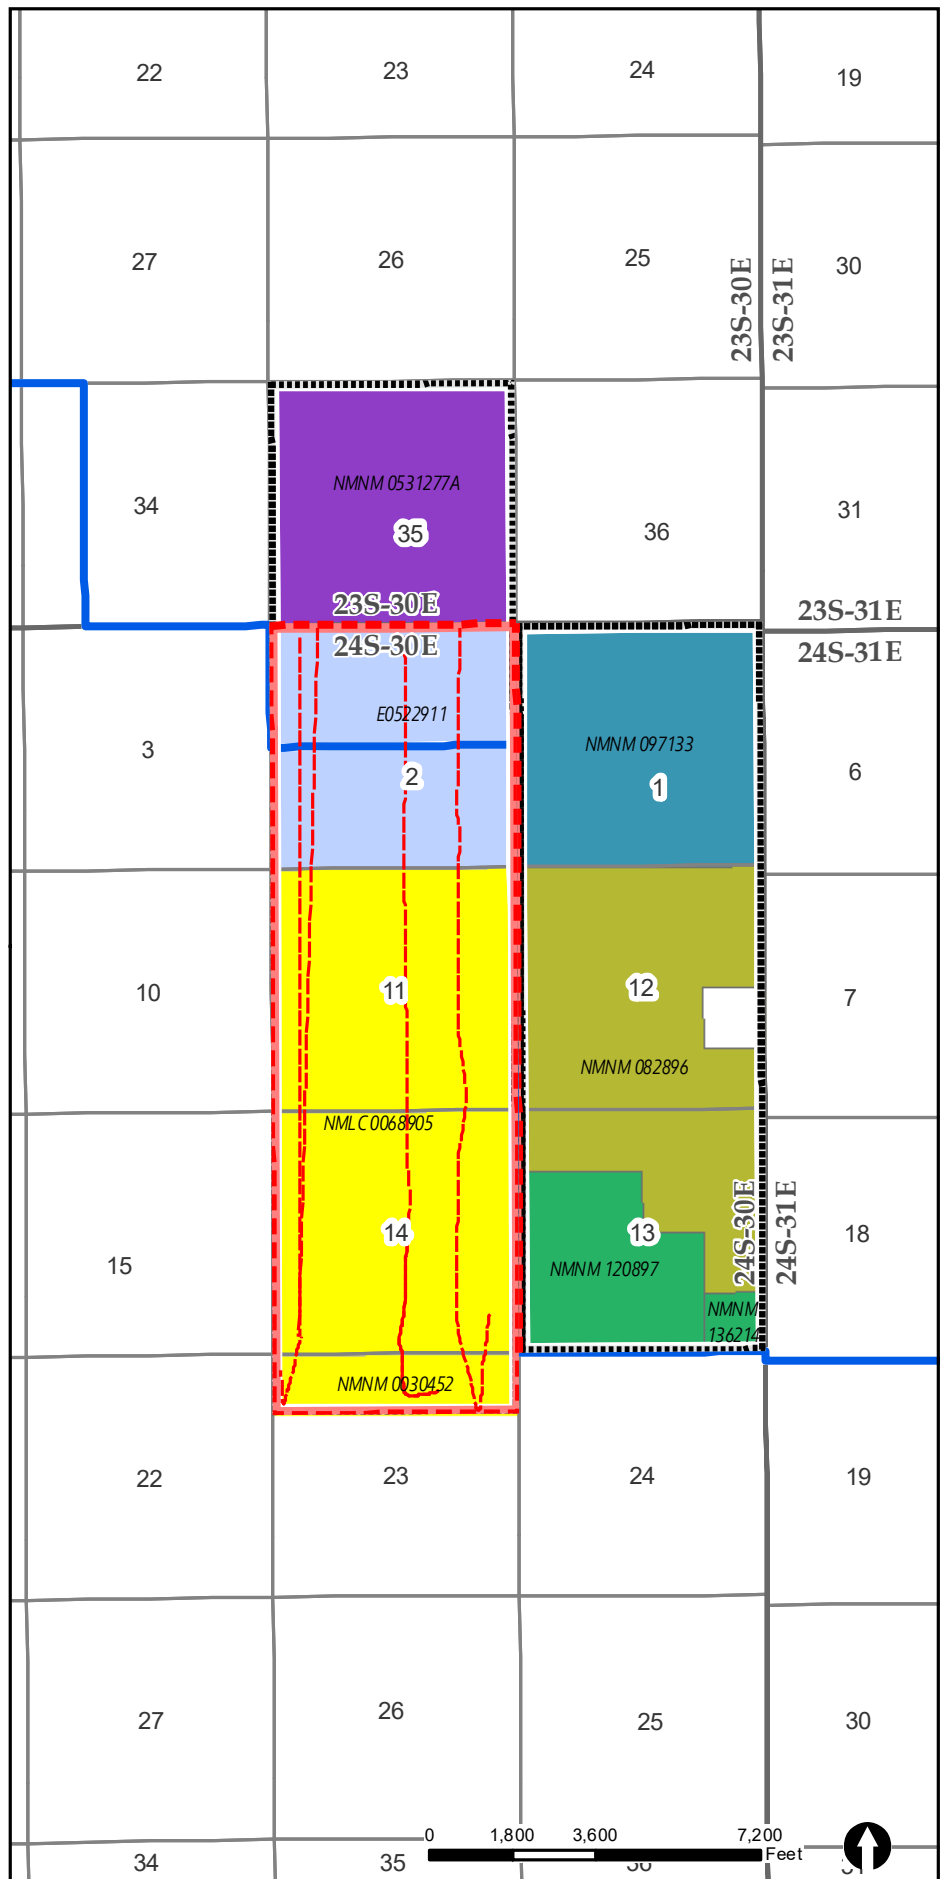 22
23
24
19
27
26
25
30
23S-30E
23S-31E
NMNM 0531277A
34
35
36
31
23S-30E
23S-31E
24S-30E
24S-31E
E0522911
NMNM 097133
3
2
1
6
10
11
12
7
NMNM 082896
NMLC 0068905
14
13
18
15
NMNM 120897
24S-30E
24S-31E
NMNM
136214
NMNM 0030452
22
23
24
19
27
26
25
30
0
1,800
3,600
7,200
Feet
34
35